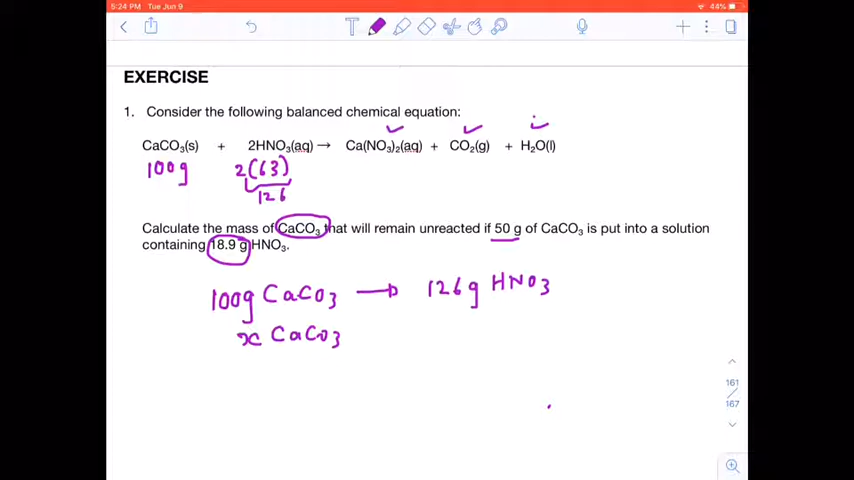 5:24 PM Tue Jun 9 44%
EXERCISE
1. Consider the following balanced chemical equation:
CaCO₃(s) + 2HNO₃(aq) → Ca(NO₃)₂(aq) + CO₂(g) + H₂O(l)
100g 2(63)
126
Calculate the mass of CaCO₃ that will remain unreacted if 50 g of CaCO₃ is put into a solution
containing 18.9 g HNO₃.
100g CaCO3 → 126g HNO3
x CaCO3
161
167